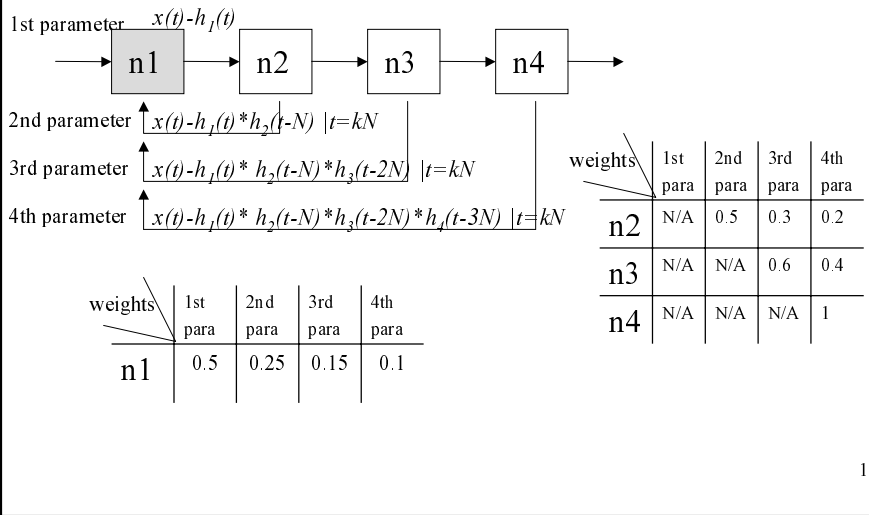 1st parameter x(t)-h1(t)
n1 n2 n3 n4
2nd parameter x(t)-h1(t)*h2(t-N) |t=kN
3rd parameter x(t)-h1(t)* h2(t-N)*h3(t-2N) |t=kN
4th parameter x(t)-h1(t)* h2(t-N)*h3(t-2N)*h4(t-3N) |t=kN
weights 1st para 2nd para 3rd para 4th para
n2 N/A 0.5 0.3 0.2
n3 N/A N/A 0.6 0.4
n4 N/A N/A N/A 1
weights 1st para 2nd para 3rd para 4th para
n1 0.5 0.25 0.15 0.1
1